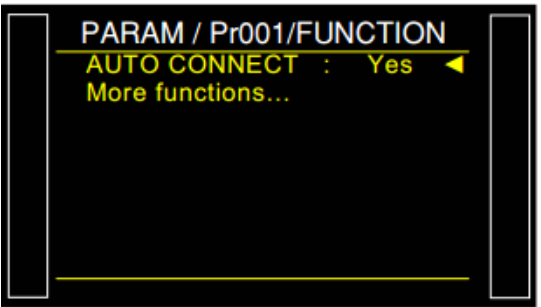 PARAM / Pr001/FUNCTION
AUTO CONNECT : Yes ◄
More functions...